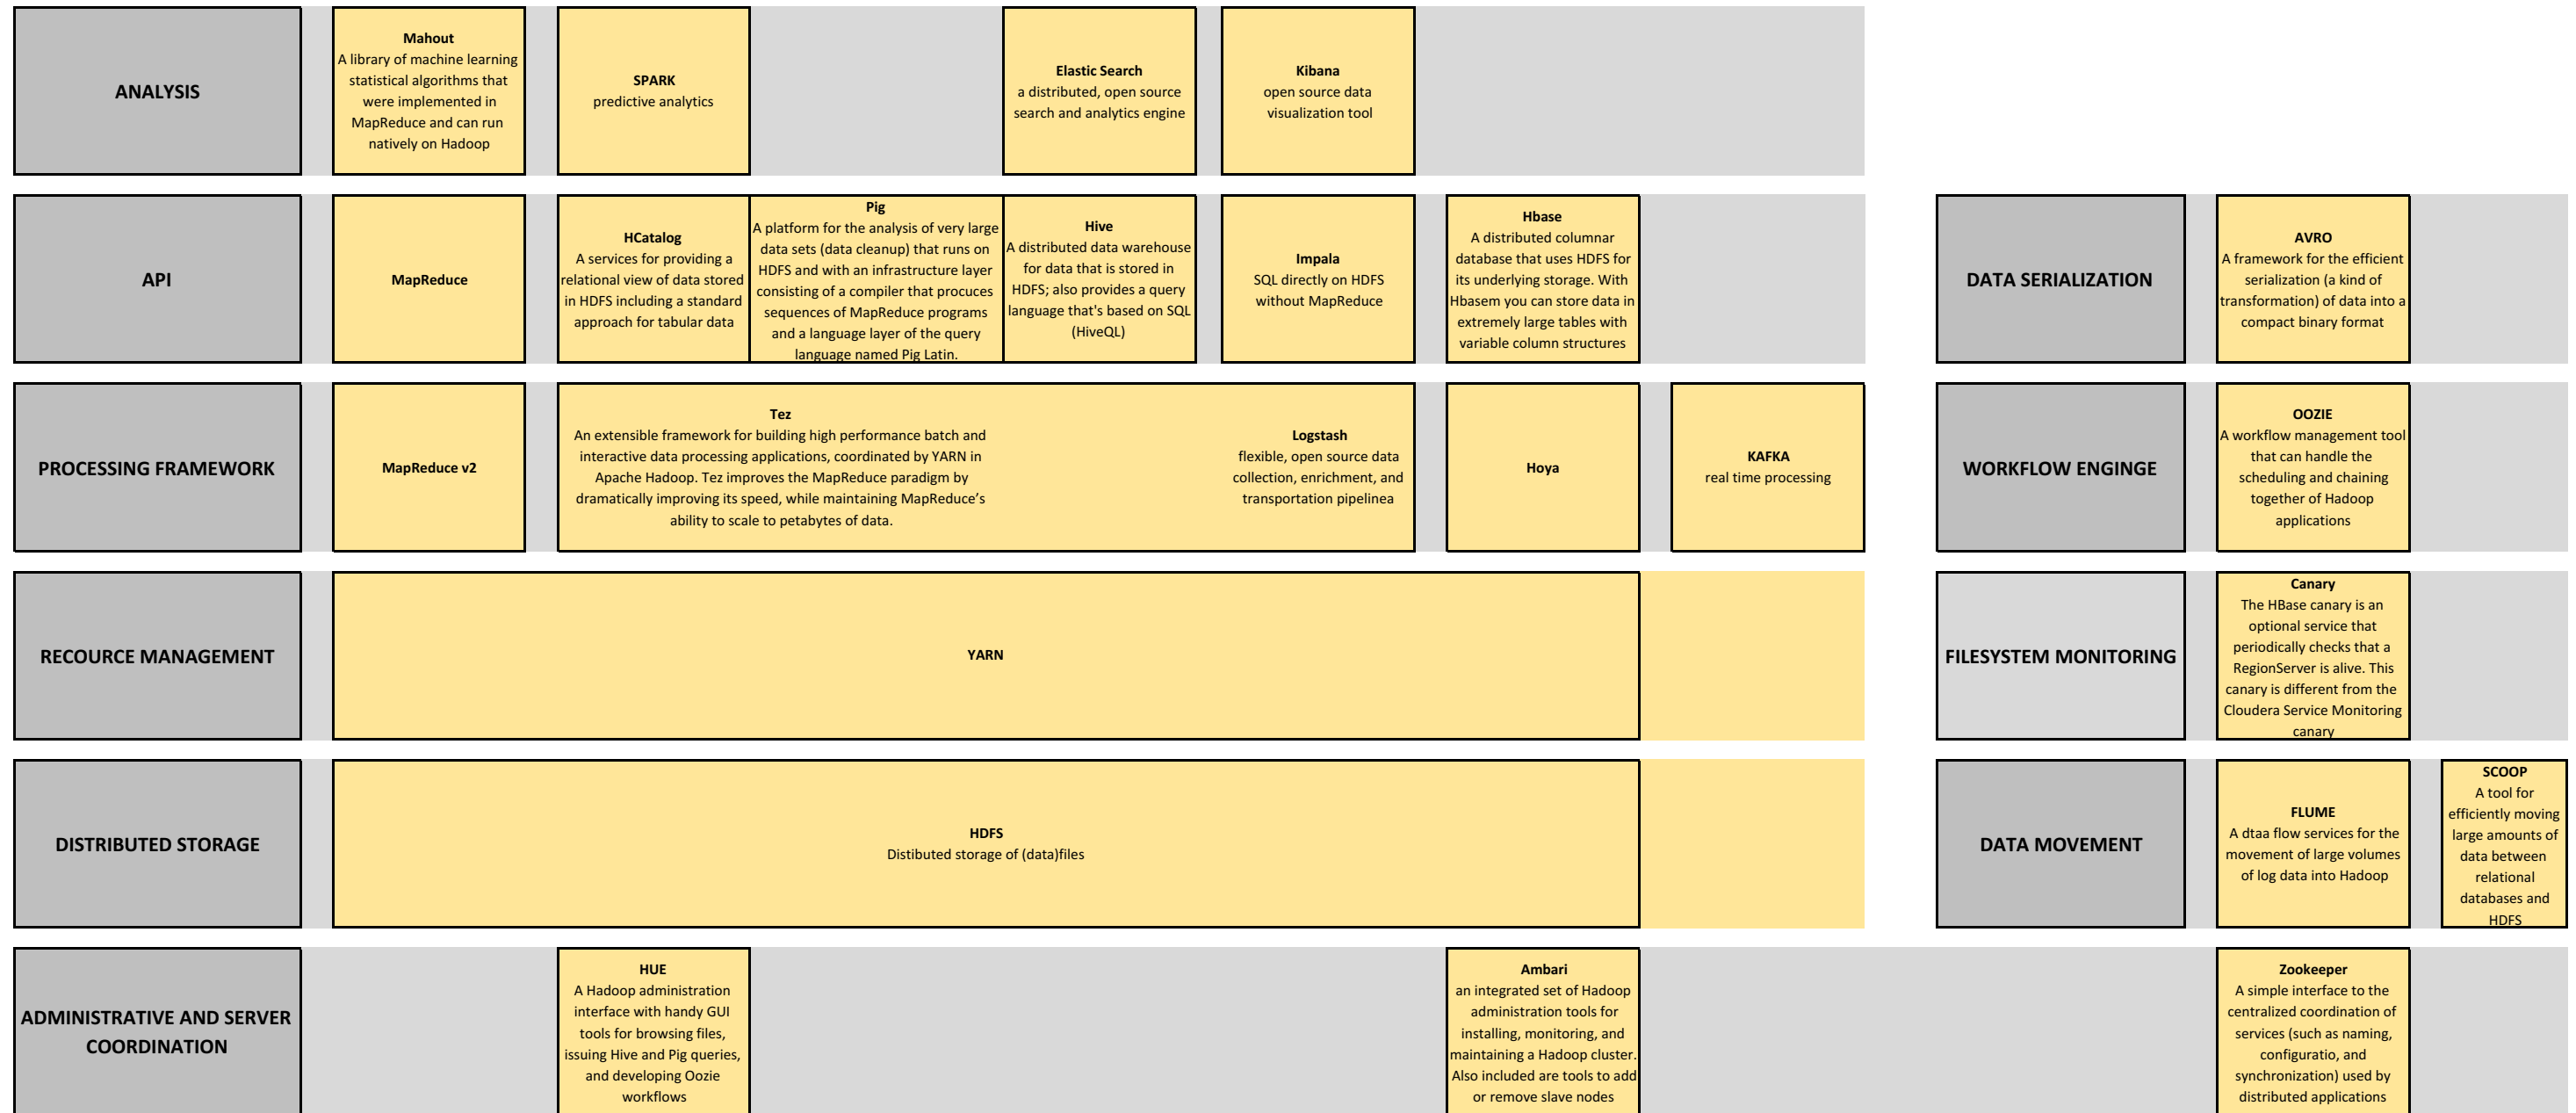 ANALYSIS
Mahout
A library of machine learning
statistical algorithms that
were implemented in
MapReduce and can run
natively on Hadoop
SPARK
predictive analytics
Elastic Search
a distributed, open source
search and analytics engine
Kibana
open source data
visualization tool
API
MapReduce
HCatalog
A services for providing a
relational view of data stored
in HDFS including a standard
approach for tabular data
Pig
A platform for the analysis of very large
data sets (data cleanup) that runs on
HDFS and with an infrastructure layer
consisting of a compiler that procuces
sequences of MapReduce programs
and a language layer of the query
language named Pig Latin.
Hive
A distributed data warehouse
for data that is stored in
HDFS; also provides a query
language that's based on SQL
(HiveQL)
Impala
SQL directly on HDFS
without MapReduce
Hbase
A distributed columnar
database that uses HDFS for
its underlying storage. With
Hbasem you can store data in
extremely large tables with
variable column structures
DATA SERIALIZATION
AVRO
A framework for the efficient
serialization (a kind of
transformation) of data into a
compact binary format
PROCESSING FRAMEWORK
MapReduce v2
Tez
An extensible framework for building high performance batch and
interactive data processing applications, coordinated by YARN in
Apache Hadoop. Tez improves the MapReduce paradigm by
dramatically improving its speed, while maintaining MapReduce’s
ability to scale to petabytes of data.
Logstash
flexible, open source data
collection, enrichment, and
transportation pipelinea
Hoya
KAFKA
real time processing
WORKFLOW ENGINGE
OOZIE
A workflow management tool
that can handle the
scheduling and chaining
together of Hadoop
applications
RECOURCE MANAGEMENT
YARN
FILESYSTEM MONITORING
Canary
The HBase canary is an
optional service that
periodically checks that a
RegionServer is alive. This
canary is different from the
Cloudera Service Monitoring
canary
DISTRIBUTED STORAGE
HDFS
Distibuted storage of (data)files
DATA MOVEMENT
FLUME
A dtaa flow services for the
movement of large volumes
of log data into Hadoop
SCOOP
A tool for
efficiently moving
large amounts of
data between
relational
databases and
HDFS
ADMINISTRATIVE AND SERVER
COORDINATION
HUE
A Hadoop administration
interface with handy GUI
tools for browsing files,
issuing Hive and Pig queries,
and developing Oozie
workflows
Ambari
an integrated set of Hadoop
administration tools for
installing, monitoring, and
maintaining a Hadoop cluster.
Also included are tools to add
or remove slave nodes
Zookeeper
A simple interface to the
centralized coordination of
services (such as naming,
configuratio, and
synchronization) used by
distributed applications